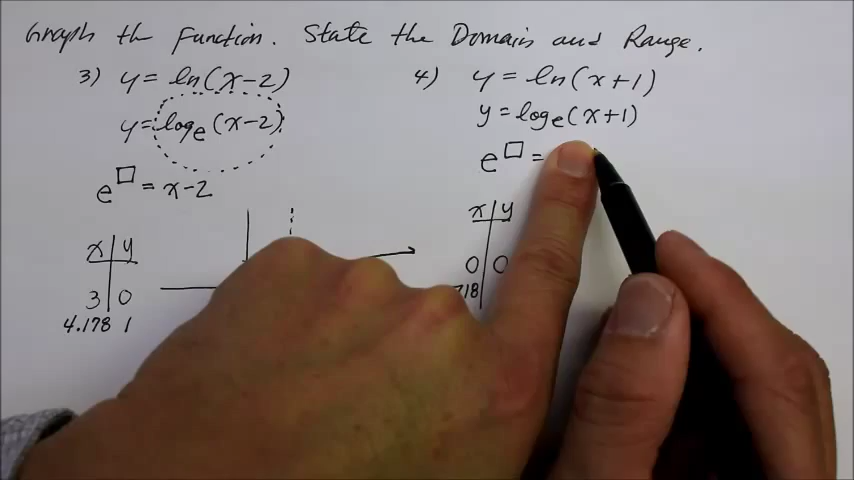 Graph the Function. State the Domain and Range.
3) y = ln(x-2)
y = logₑ(x-2)
e^□ = x-2
x | y
3 | 0
4.178 | 1
4) y = ln(x+1)
y = logₑ(x+1)
e^□ =
x | y
0 | 0
718